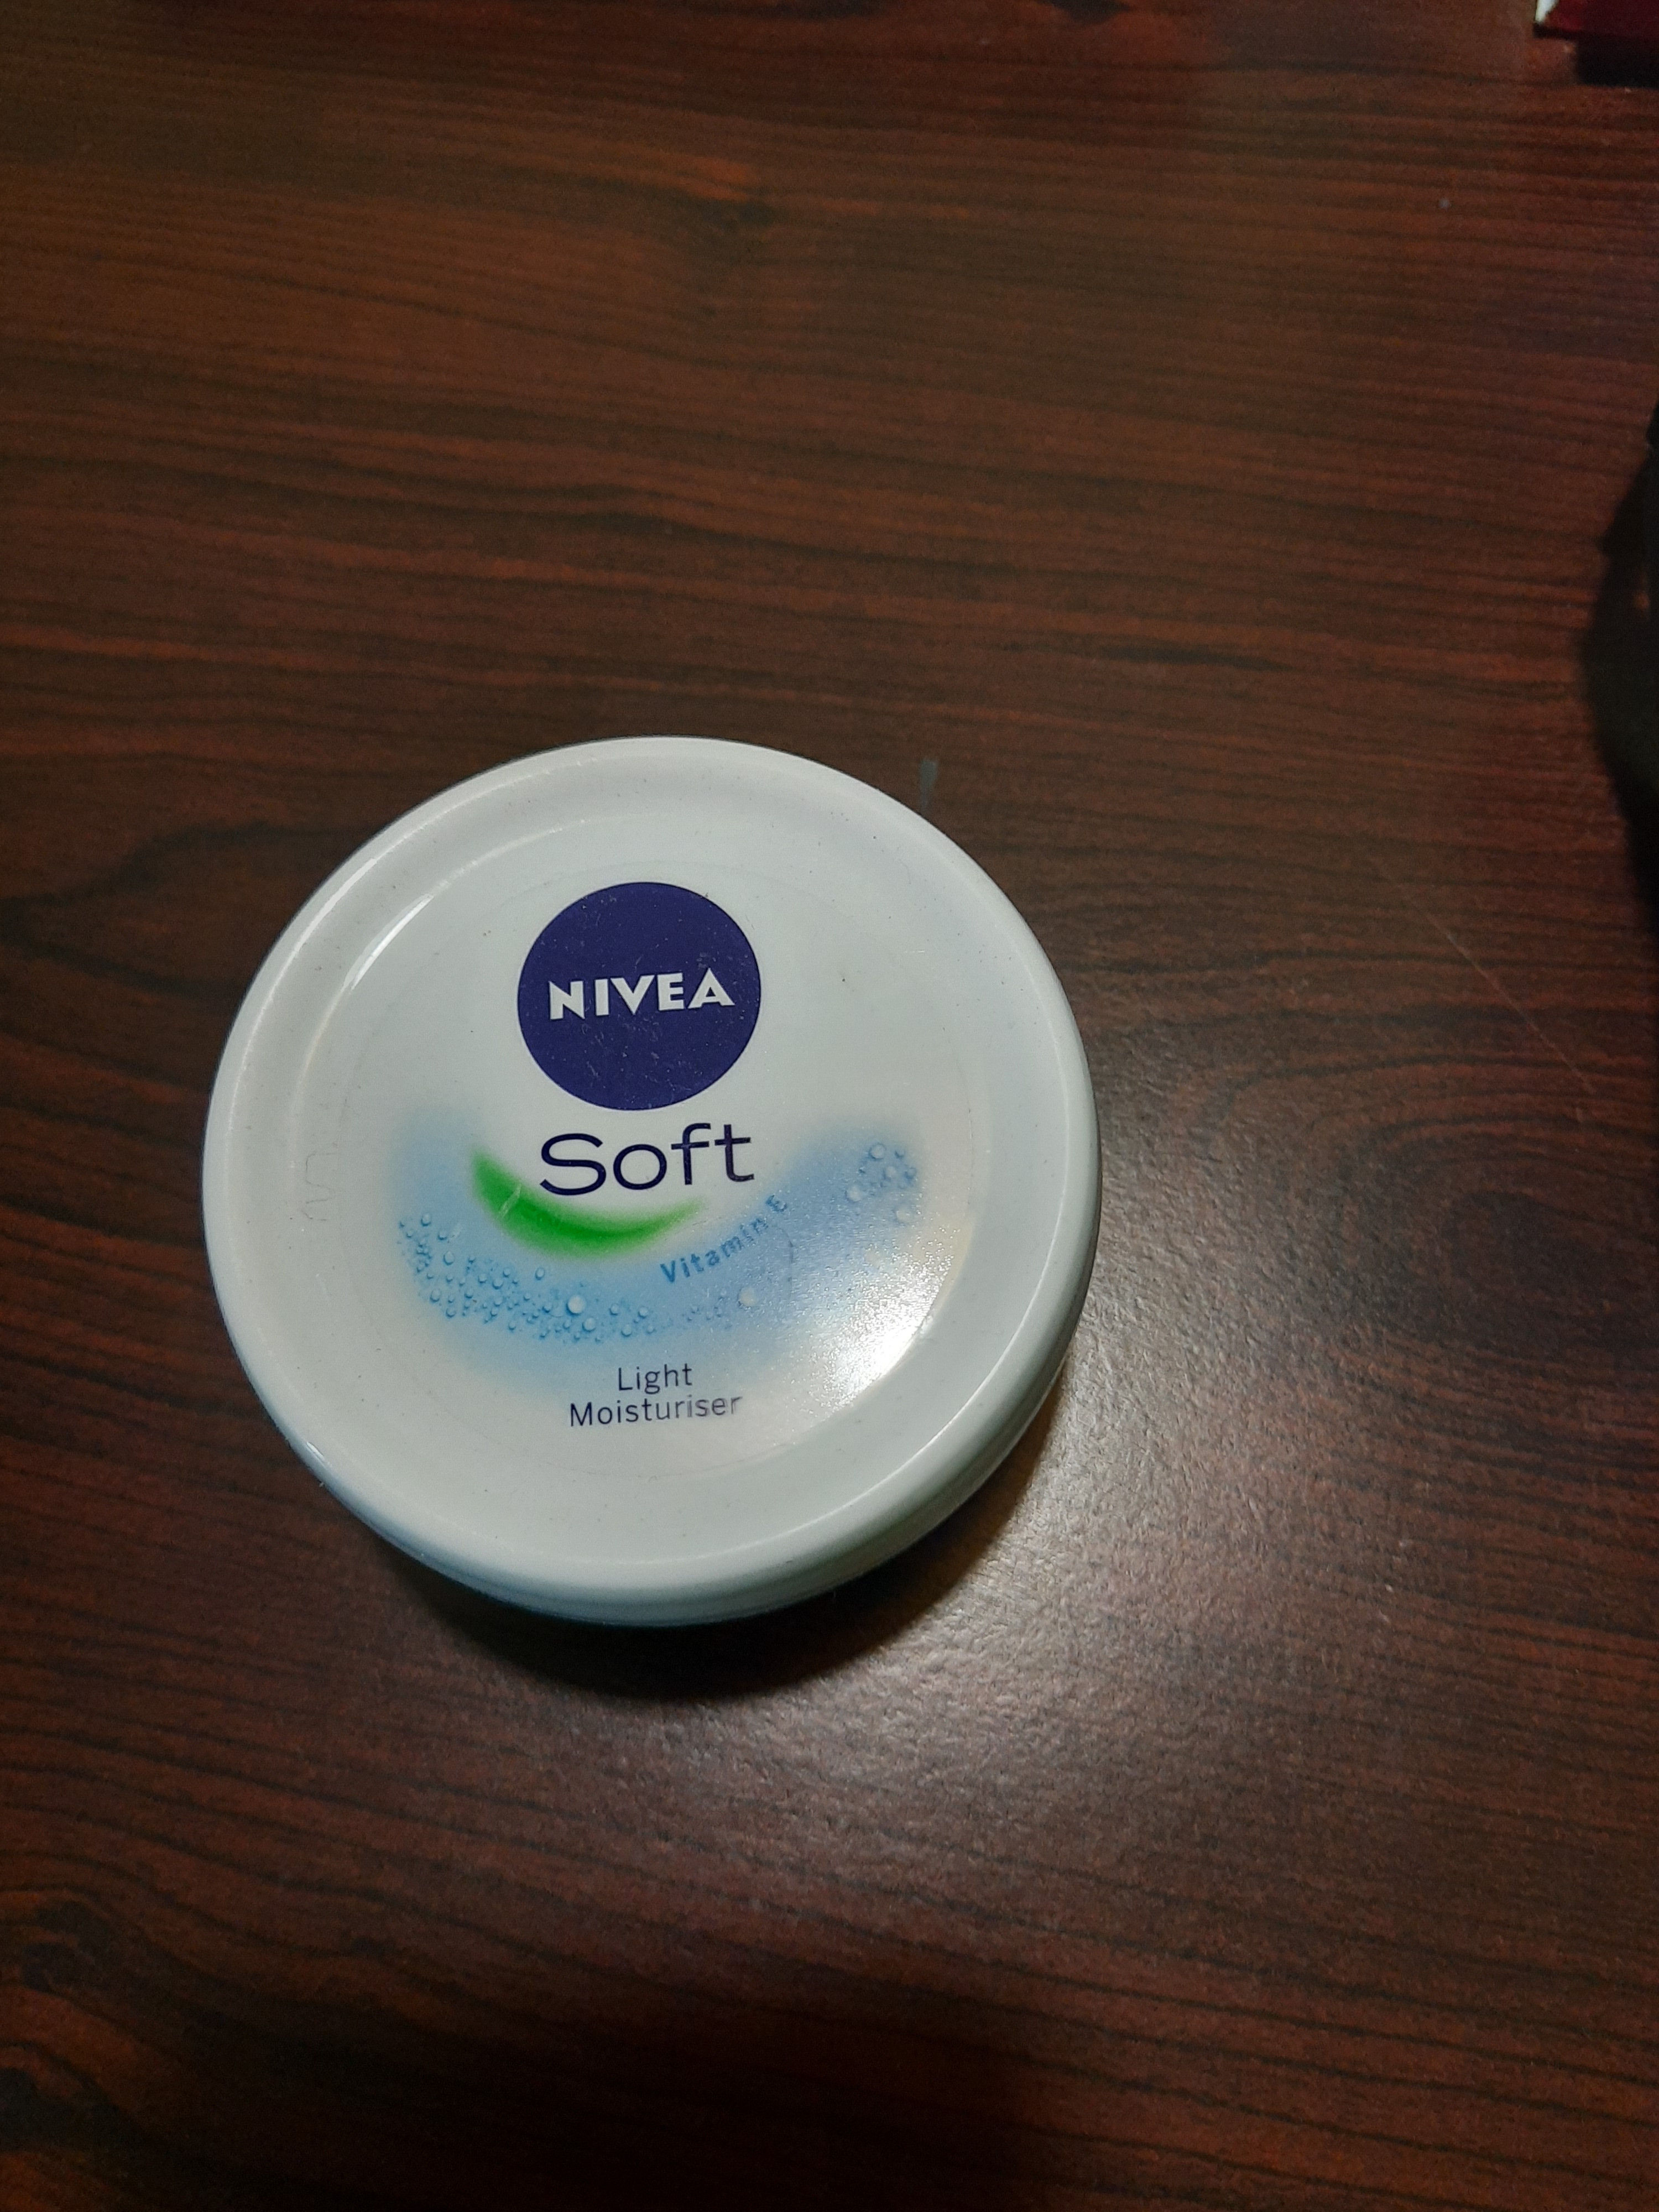 NIVEA
Soft
Vitamin E
Light
Moisturiser